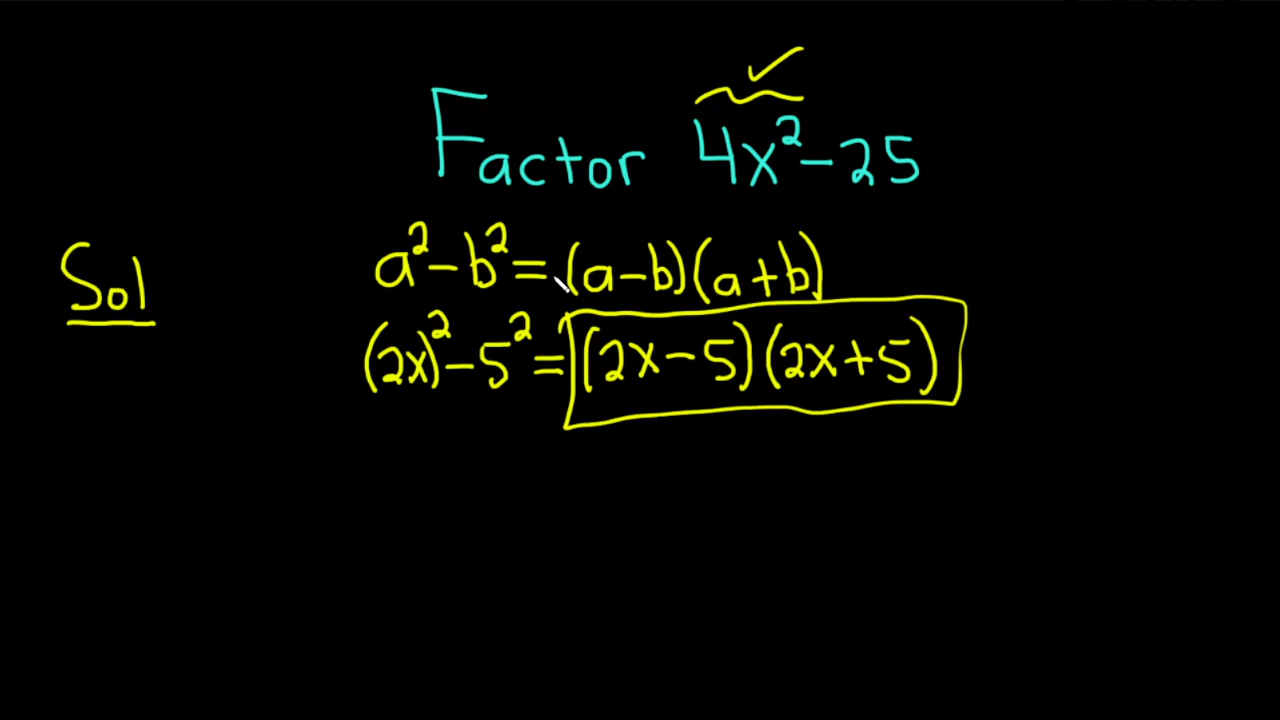 Factor 4x²-25
Sol
a²-b²=(a-b)(a+b)
(2x)²-5²=(2x-5)(2x+5)